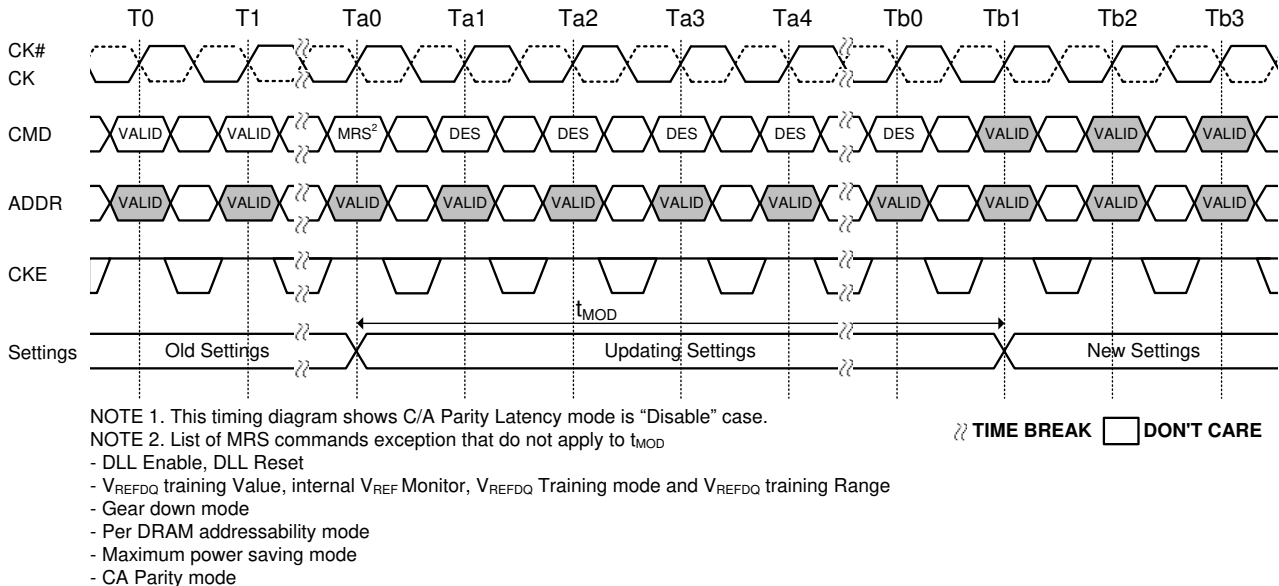 T0 T1 Ta0 Ta1 Ta2 Ta3 Ta4 Tb0 Tb1 Tb2 Tb3
CK#
CK
CMD VALID VALID MRS² DES DES DES DES DES VALID VALID VALID
ADDR VALID VALID VALID VALID VALID VALID VALID VALID VALID VALID VALID
CKE
tMOD
Settings Old Settings Updating Settings New Settings
NOTE 1. This timing diagram shows C/A Parity Latency mode is “Disable” case.
NOTE 2. List of MRS commands exception that do not apply to tMOD
TIME BREAK DON'T CARE
- DLL Enable, DLL Reset
- VREFDQ training Value, internal VREF Monitor, VREFDQ Training mode and VREFDQ training Range
- Gear down mode
- Per DRAM addressability mode
- Maximum power saving mode
- CA Parity mode